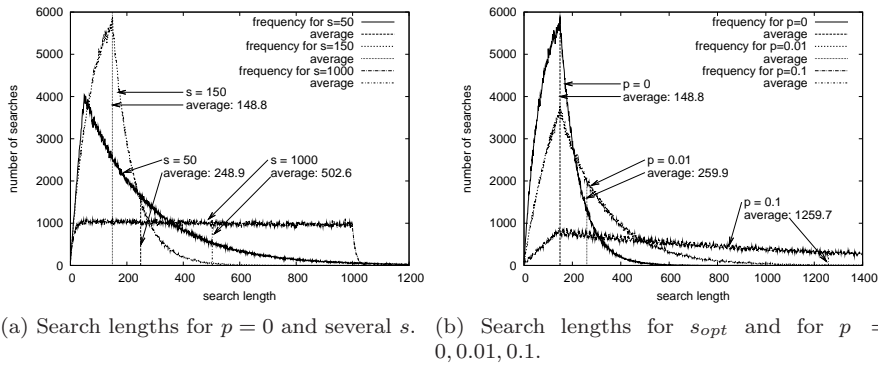 6000
5000
4000
3000
2000
1000
0
number of searches
frequency for s=50
average
frequency for s=150
average
frequency for s=1000
average
s = 150
average: 148.8
s = 50
average: 248.9
s = 1000
average: 502.6
0 200 400 600 800 1000 1200
search length
(a) Search lengths for p = 0 and several s.
6000
5000
4000
3000
2000
1000
0
number of searches
frequency for p=0
average
frequency for p=0.01
average
frequency for p=0.1
average
p = 0
average: 148.8
p = 0.01
average: 259.9
p = 0.1
average: 1259.7
0 200 400 600 800 1000 1200 1400
search length
(b) Search lengths for s_opt and for p =
0, 0.01, 0.1.